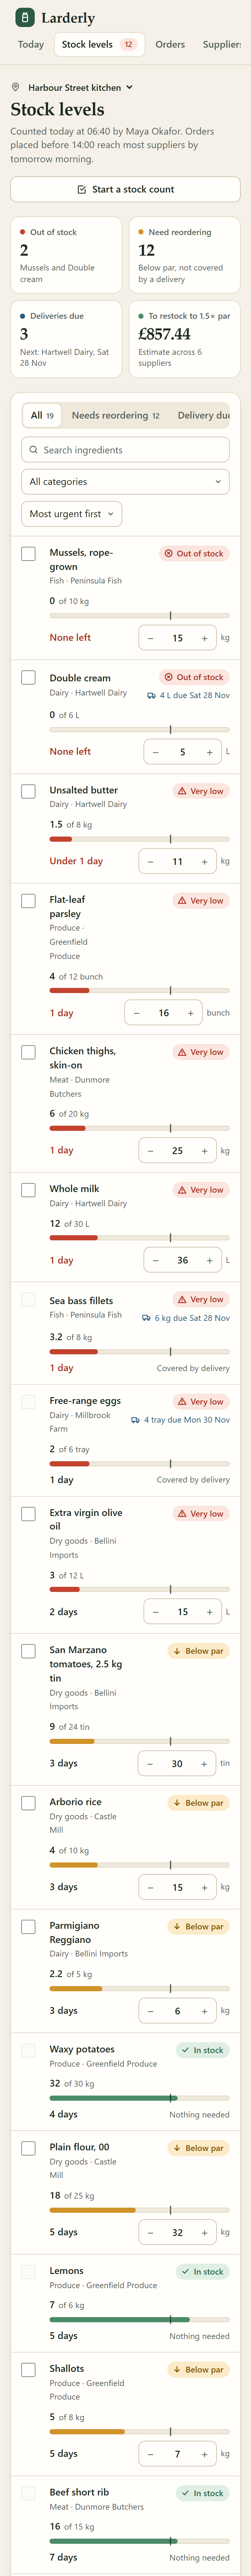 Larderly
Today
Stock levels 12
Orders
Suppliers
Harbour Street kitchen
Stock levels
Counted today at 06:40 by Maya Okafor. Orders
placed before 14:00 reach most suppliers by
tomorrow morning.
Start a stock count
Out of stock
2
Mussels and Double
cream
Need reordering
12
Below par, not covered
by a delivery
Deliveries due
3
Next: Hartwell Dairy, Sat
28 Nov
To restock to 1.5× par
£857.44
Estimate across 6
suppliers
All 19
Needs reordering 12
Delivery due
Search ingredients
All categories
Most urgent first
Mussels, rope-
grown
Fish · Peninsula Fish
Out of stock
0 of 10 kg
None left
− 15 + kg
Double cream
Dairy · Hartwell Dairy
Out of stock
4 L due Sat 28 Nov
0 of 6 L
None left
− 5 + L
Unsalted butter
Dairy · Hartwell Dairy
Very low
1.5 of 8 kg
Under 1 day
− 11 + kg
Flat-leaf
parsley
Produce ·
Greenfield
Produce
Very low
4 of 12 bunch
1 day
− 16 + bunch
Chicken thighs,
skin-on
Meat · Dunmore
Butchers
Very low
6 of 20 kg
1 day
− 25 + kg
Whole milk
Dairy · Hartwell Dairy
Very low
12 of 30 L
1 day
− 36 + L
Sea bass fillets
Fish · Peninsula Fish
Very low
6 kg due Sat 28 Nov
3.2 of 8 kg
1 day
Covered by delivery
Free-range eggs
Dairy · Millbrook
Farm
Very low
4 tray due Mon 30 Nov
2 of 6 tray
1 day
Covered by delivery
Extra virgin olive
oil
Dry goods · Bellini
Imports
Very low
3 of 12 L
2 days
− 15 + L
San Marzano
tomatoes, 2.5 kg
tin
Dry goods · Bellini
Imports
Below par
9 of 24 tin
3 days
− 30 + tin
Arborio rice
Dry goods · Castle
Mill
Below par
4 of 10 kg
3 days
− 15 + kg
Parmigiano
Reggiano
Dairy · Bellini Imports
Below par
2.2 of 5 kg
3 days
− 6 + kg
Waxy potatoes
Produce · Greenfield Produce
In stock
32 of 30 kg
4 days
Nothing needed
Plain flour, 00
Dry goods · Castle
Mill
Below par
18 of 25 kg
5 days
− 32 + kg
Lemons
Produce · Greenfield Produce
In stock
7 of 6 kg
5 days
Nothing needed
Shallots
Produce · Greenfield
Produce
Below par
5 of 8 kg
5 days
− 7 + kg
Beef short rib
Meat · Dunmore Butchers
In stock
16 of 15 kg
7 days
Nothing needed